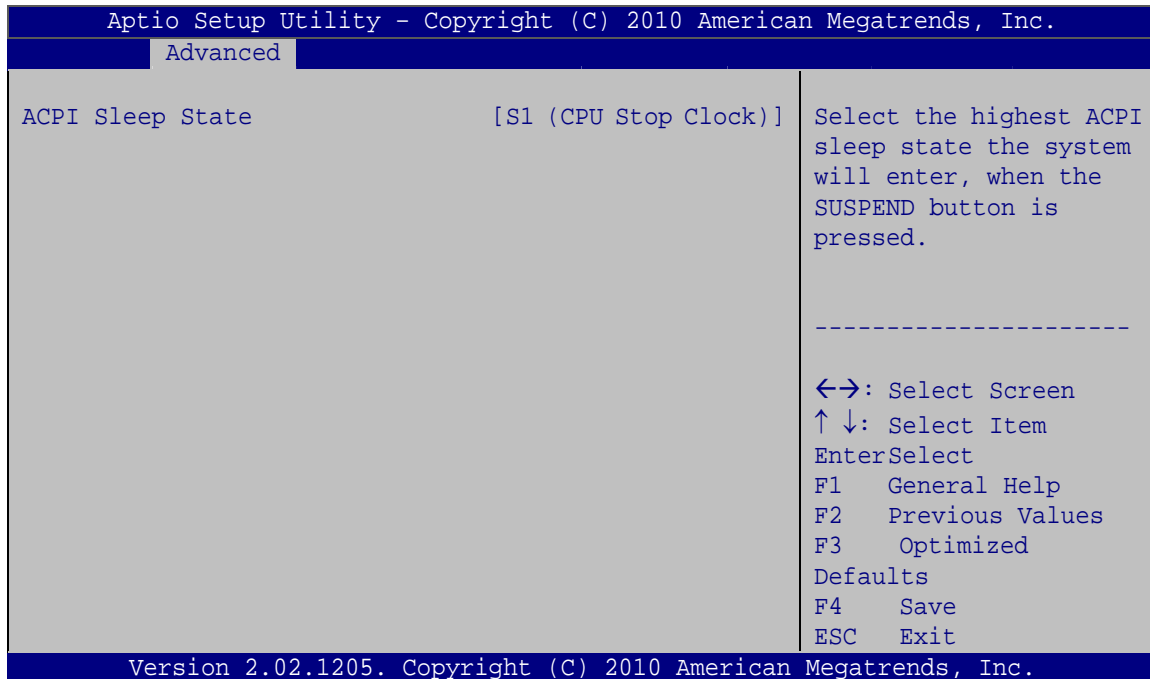 Aptio Setup Utility – Copyright (C) 2010 American Megatrends, Inc.
Advanced
ACPI Sleep State [S1 (CPU Stop Clock)]
Select the highest ACPI
sleep state the system
will enter, when the
SUSPEND button is
pressed.
----------------------
←→: Select Screen
↑ ↓: Select Item
EnterSelect
F1 General Help
F2 Previous Values
F3 Optimized
Defaults
F4 Save
ESC Exit
Version 2.02.1205. Copyright (C) 2010 American Megatrends, Inc.